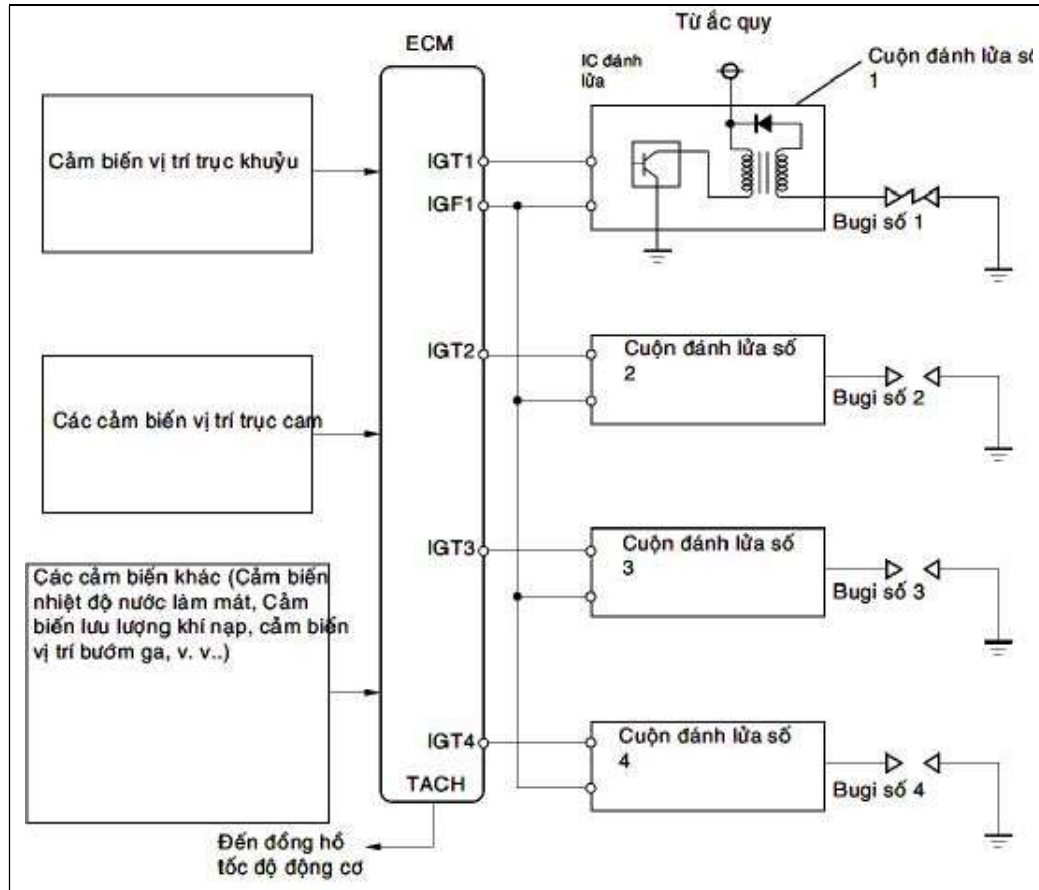 Từ ắc quy
ECM
IC đánh
lửa
Cuộn đánh lửa số
1
Cảm biến vị trí trục khuỷu
IGT1
IGF1
Bugi số 1
Các cảm biến vị trí trục cam
IGT2
Cuộn đánh lửa số
2
Bugi số 2
IGT3
Cuộn đánh lửa số
3
Bugi số 3
Các cảm biến khác (Cảm biến
nhiệt độ nước làm mát, Cảm
biến lưu lượng khí nạp, cảm biến
vị trí bướm ga, v. v..)
IGT4
Cuộn đánh lửa số
4
Bugi số 4
TACH
Đến đồng hồ
tốc độ động cơ